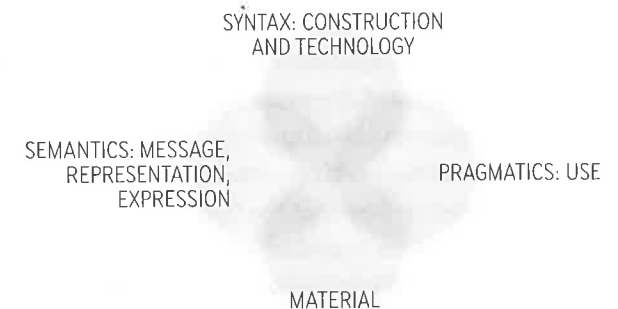 SYNTAX: CONSTRUCTION
AND TECHNOLOGY
SEMANTICS: MESSAGE,
REPRESENTATION,
EXPRESSION
PRAGMATICS: USE
MATERIAL